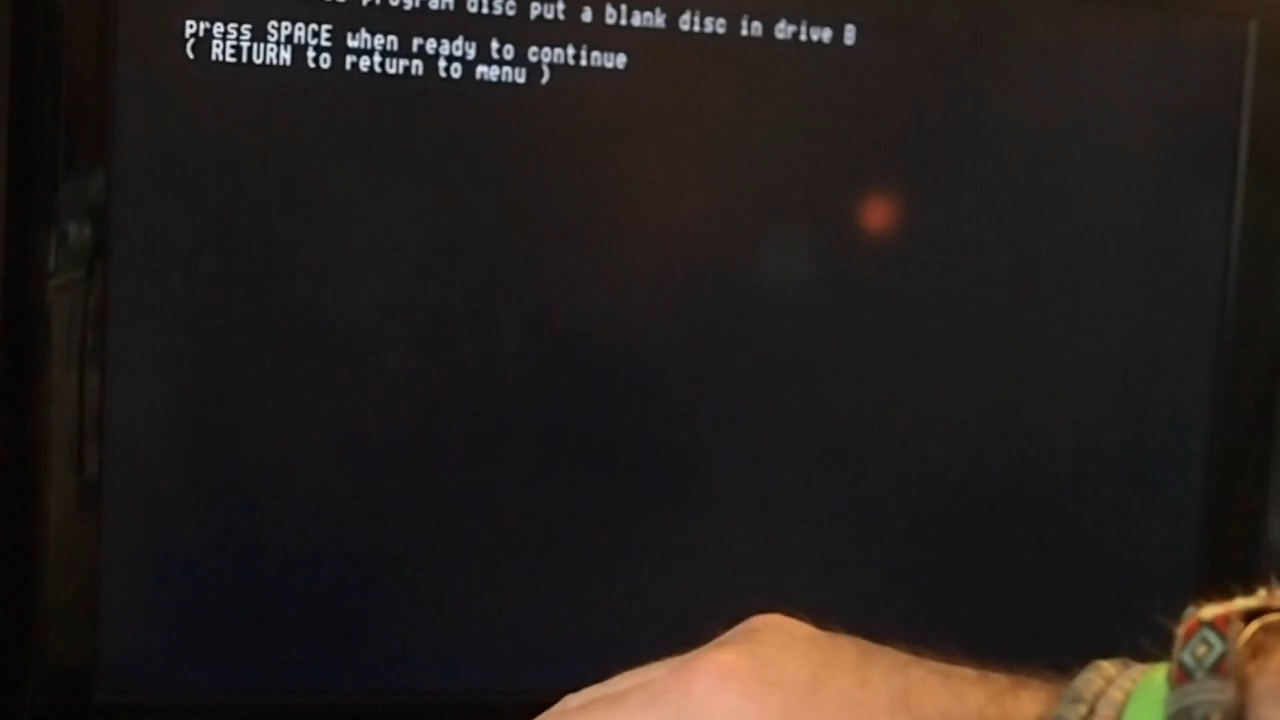 program disc put a blank disc in drive B
press SPACE when ready to continue
( RETURN to return to menu )